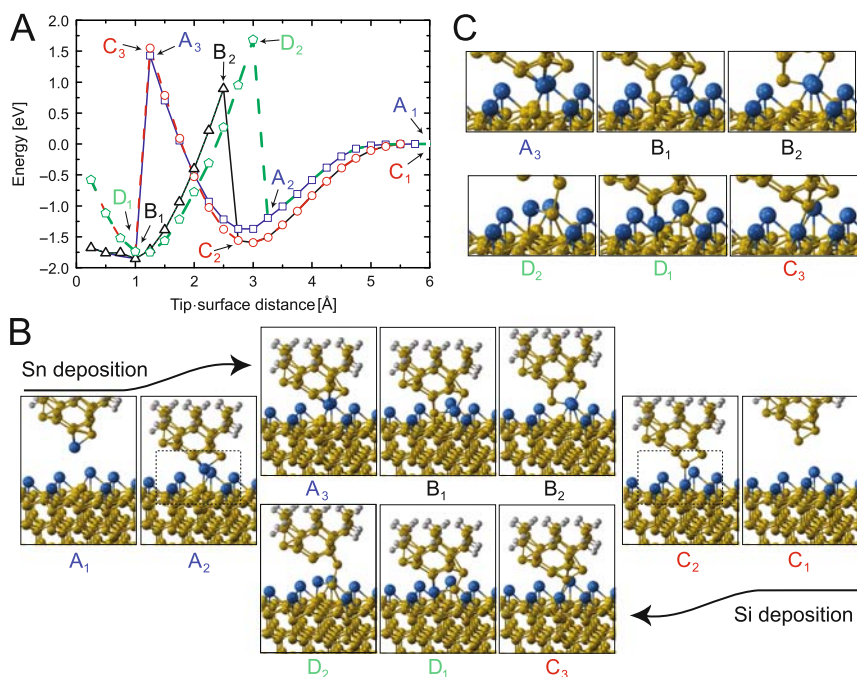 A
Energy [eV]
2.0
1.5
1.0
0.5
0.0
−0.5
−1.0
−1.5
−2.0
0
1
2
3
4
5
6
Tip·surface distance [Å]
C₃
A₃
B₂
D₂
A₁
C₁
D₁
B₁
A₂
C₂
C
A₃
B₁
B₂
D₂
D₁
C₃
B
Sn deposition
A₁
A₂
A₃
B₁
B₂
C₂
C₁
Si deposition
D₂
D₁
C₃